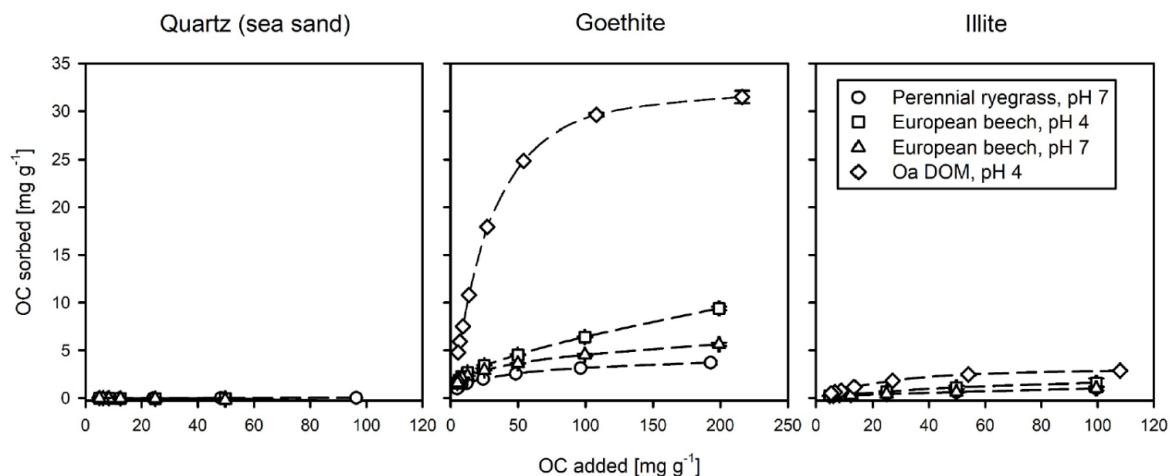 Quartz (sea sand)
Goethite
Illite
OC sorbed [mg g⁻¹]
35
30
25
20
15
10
5
0
Perennial ryegrass, pH 7
European beech, pH 4
European beech, pH 7
Oa DOM, pH 4
0 20 40 60 80 100 120
0 50 100 150 200 250
0 20 40 60 80 100 120
OC added [mg g⁻¹]